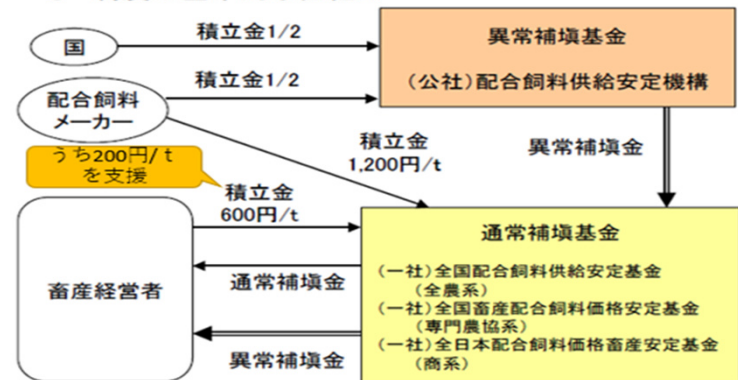 国
積立金1/2
異常補塡基金
(公社)配合飼料供給安定機構
積立金1/2
配合飼料
メーカー
積立金
1,200円/t
異常補塡金
うち200円/t
を支援
積立金
600円/t
畜産経営者
通常補塡金
異常補塡金
通常補塡基金
(一社)全国配合飼料供給安定基金
(全農系)
(一社)全国畜産配合飼料価格安定基金
(専門農協系)
(一社)全日本配合飼料価格畜産安定基金
(商系)